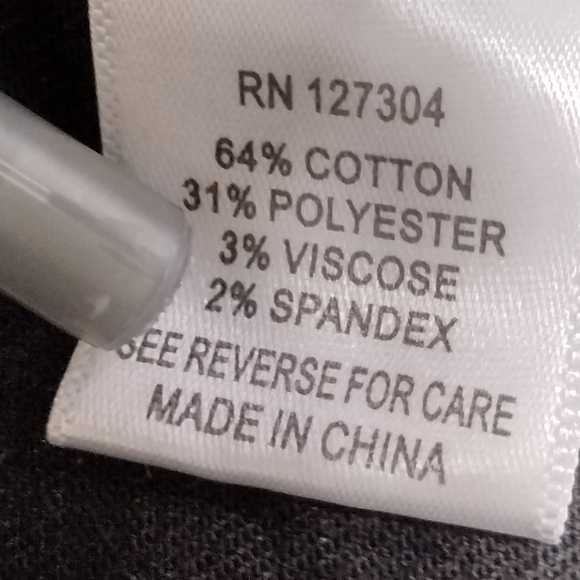 RN 127304
64% COTTON
31% POLYESTER
3% VISCOSE
2% SPANDEX
SEE REVERSE FOR CARE
MADE IN CHINA